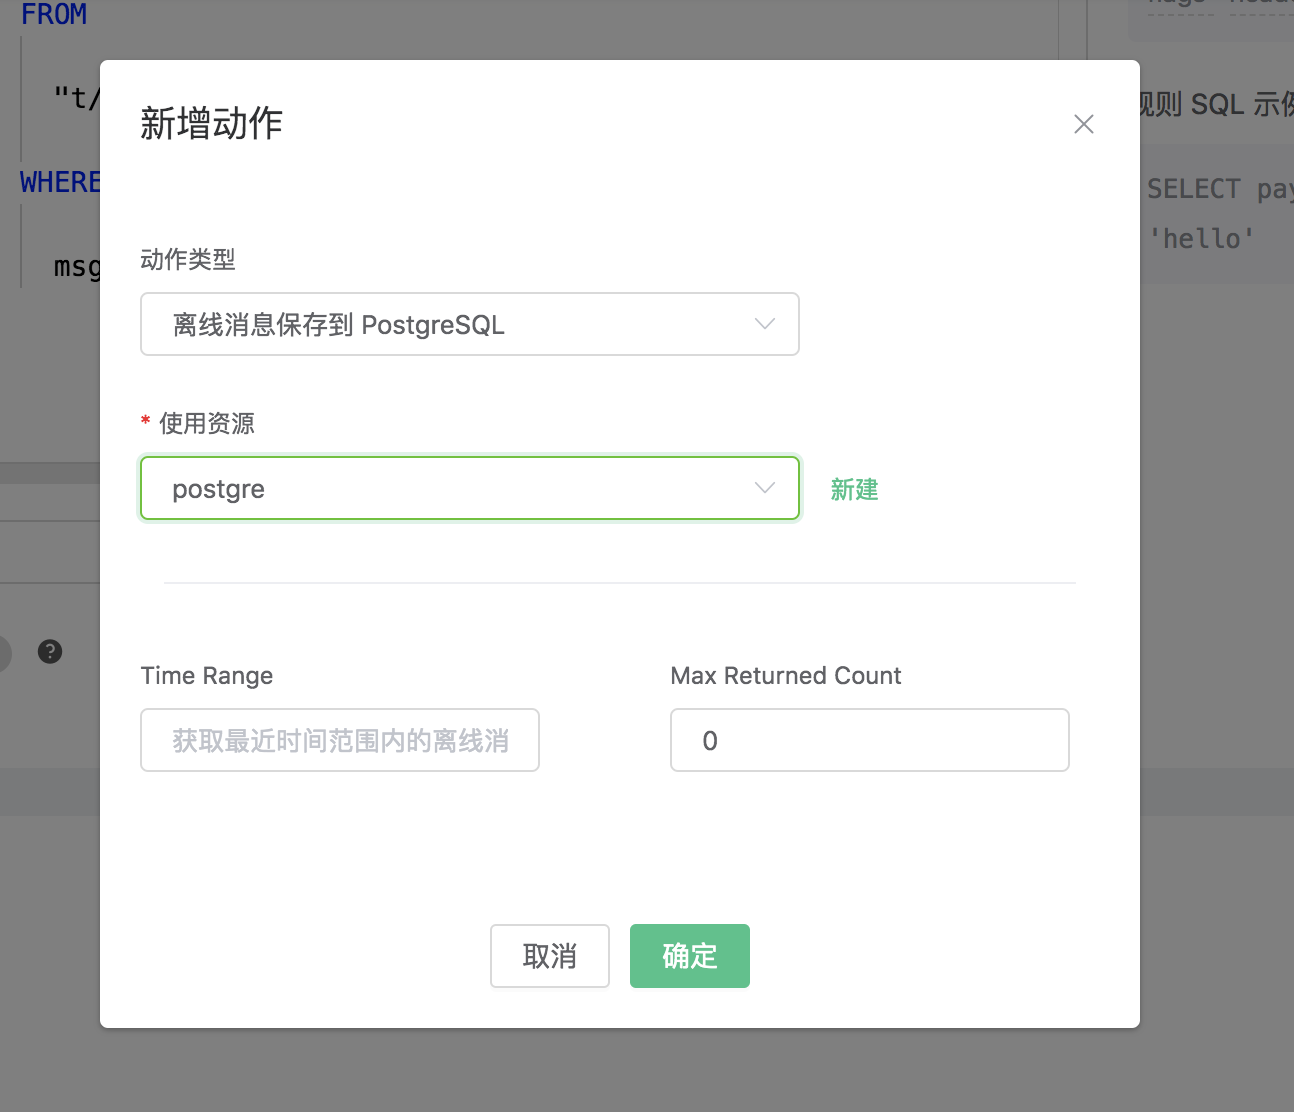 FROM
"t/
WHERE
msg
规则 SQL 示例
SELECT pay
'hello'
新增动作
动作类型
离线消息保存到 PostgreSQL
* 使用资源
postgre
新建
Time Range
Max Returned Count
获取最近时间范围内的离线消
0
取消
确定